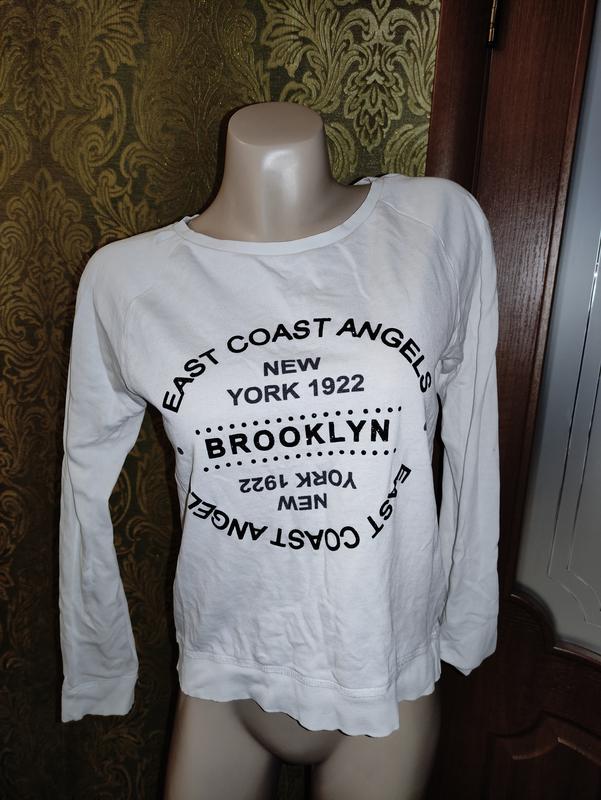 EAST COAST ANGELS
NEW
YORK 1922
BROOKLYN
YORK 1922
NEW
EAST COAST ANGEL